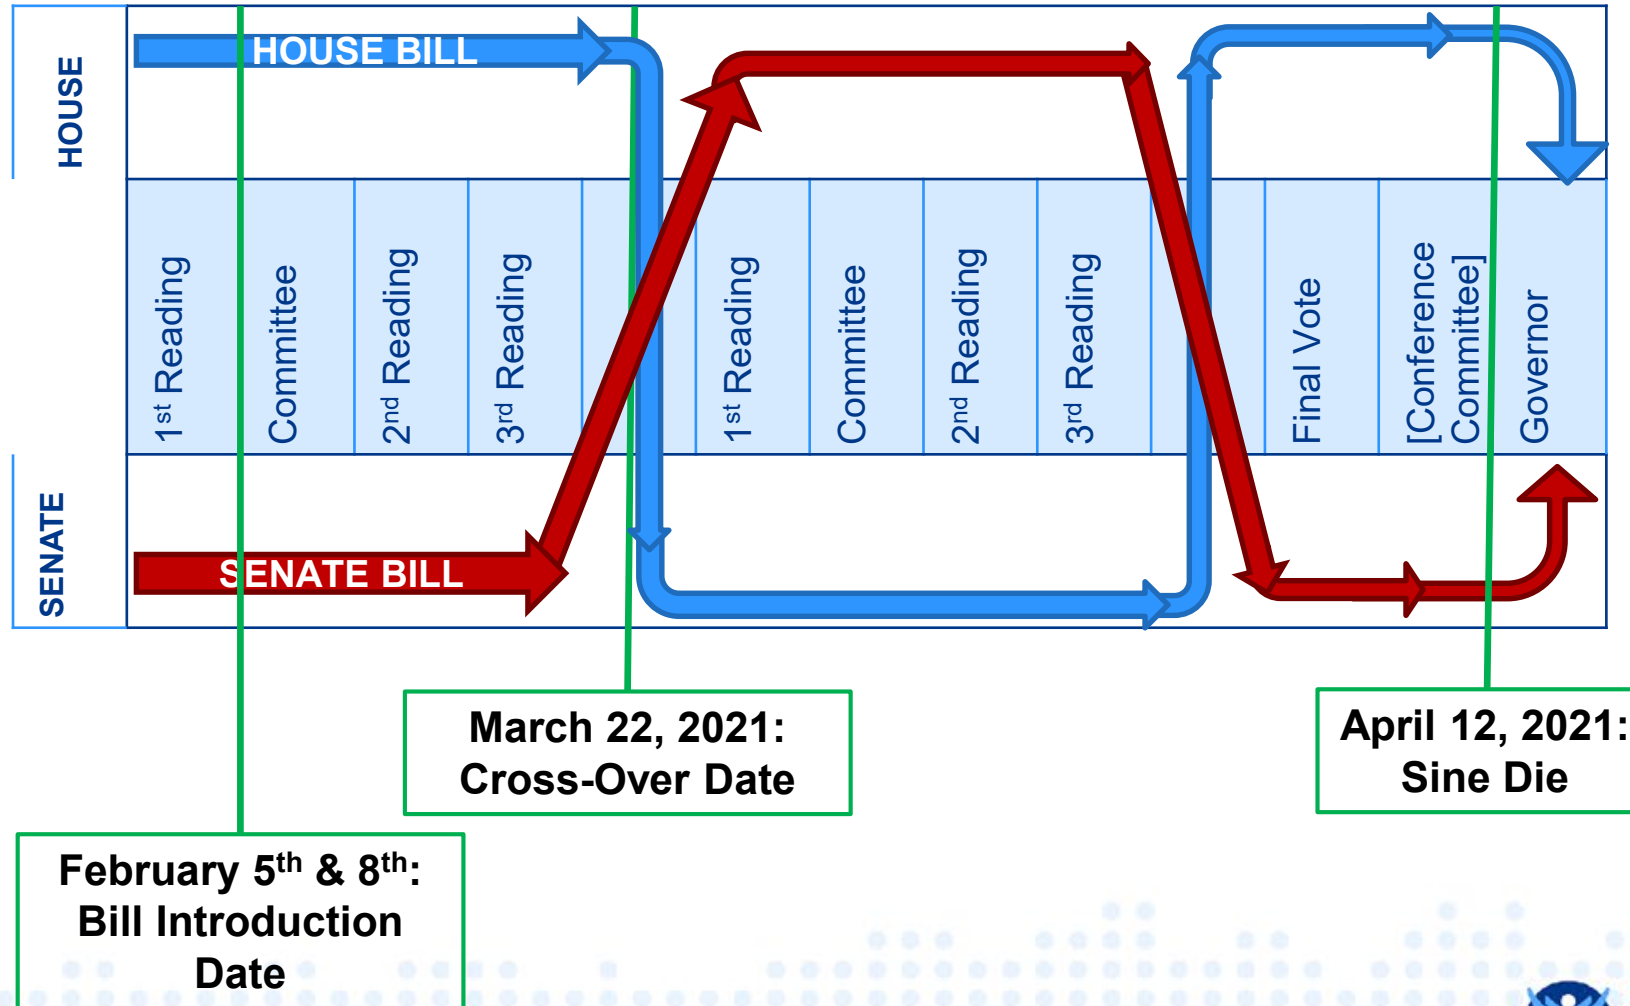 HOUSE
HOUSE BILL
1st Reading
Committee
2nd Reading
3rd Reading
1st Reading
Committee
2nd Reading
3rd Reading
Final Vote
[Conference
Committee]
Governor
SENATE
SENATE BILL
March 22, 2021:
Cross-Over Date
April 12, 2021:
Sine Die
February 5th & 8th:
Bill Introduction
Date